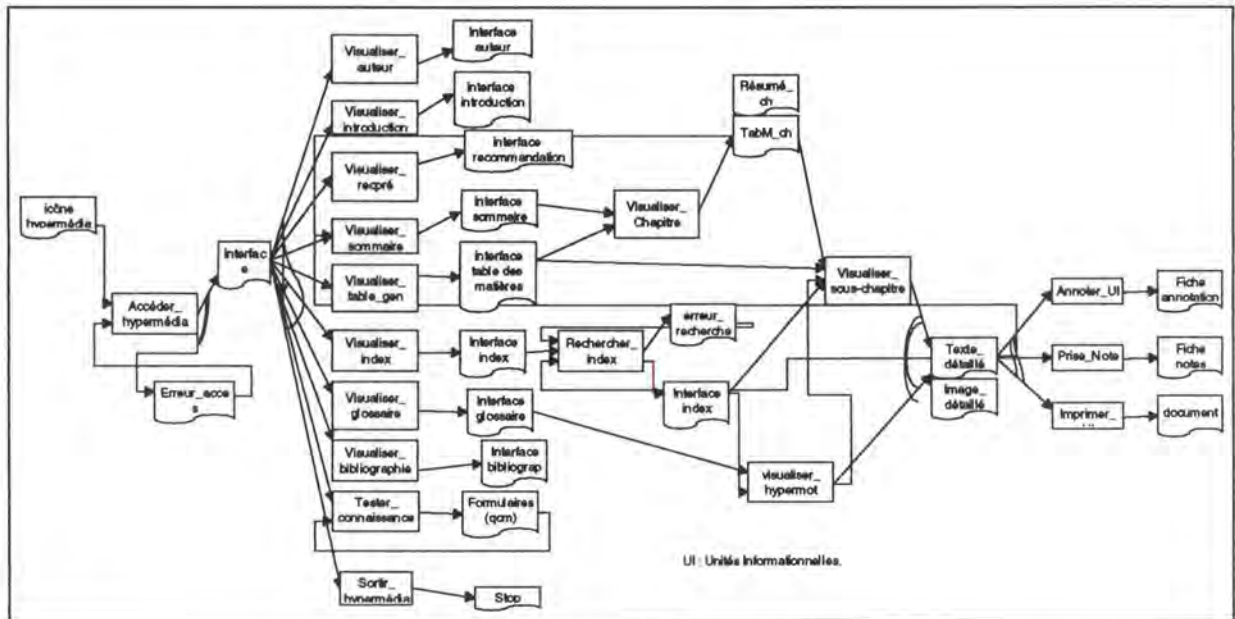 icône
hypermédia
Accéder_
hypermédia
Erreur_acce
s
Interfac
e
Visualiser_
auteur
Interface
auteur
Visualiser_
introduction
Interface
introduction
Visualiser_
recpré
Interface
recommandation
Visualiser_
sommaire
Interface
sommaire
Visualiser_
table_gen
Interface
table des
matières
Visualiser_
index
Interface
index
Rechercher_
index
erreur_
recherche
Interface
index
Visualiser_
glossaire
Interface
glossaire
Visualiser_
bibliographie
Interface
bibliograp
Tester_
connaissance
Formulaires
(qcm)
Sortir_
hypermédia
Stop
Visualiser_
Chapitre
Résumé_
ch
TabM_ch
Visualiser_
sous-chapitre
visualiser_
hypermot
Texte_
détaillé
Image_
détaillé
Annoter_UI
Fiche
annotation
Prise_Note
Fiche
notes
Imprimer_
document
UI : Unités Informationnelles.